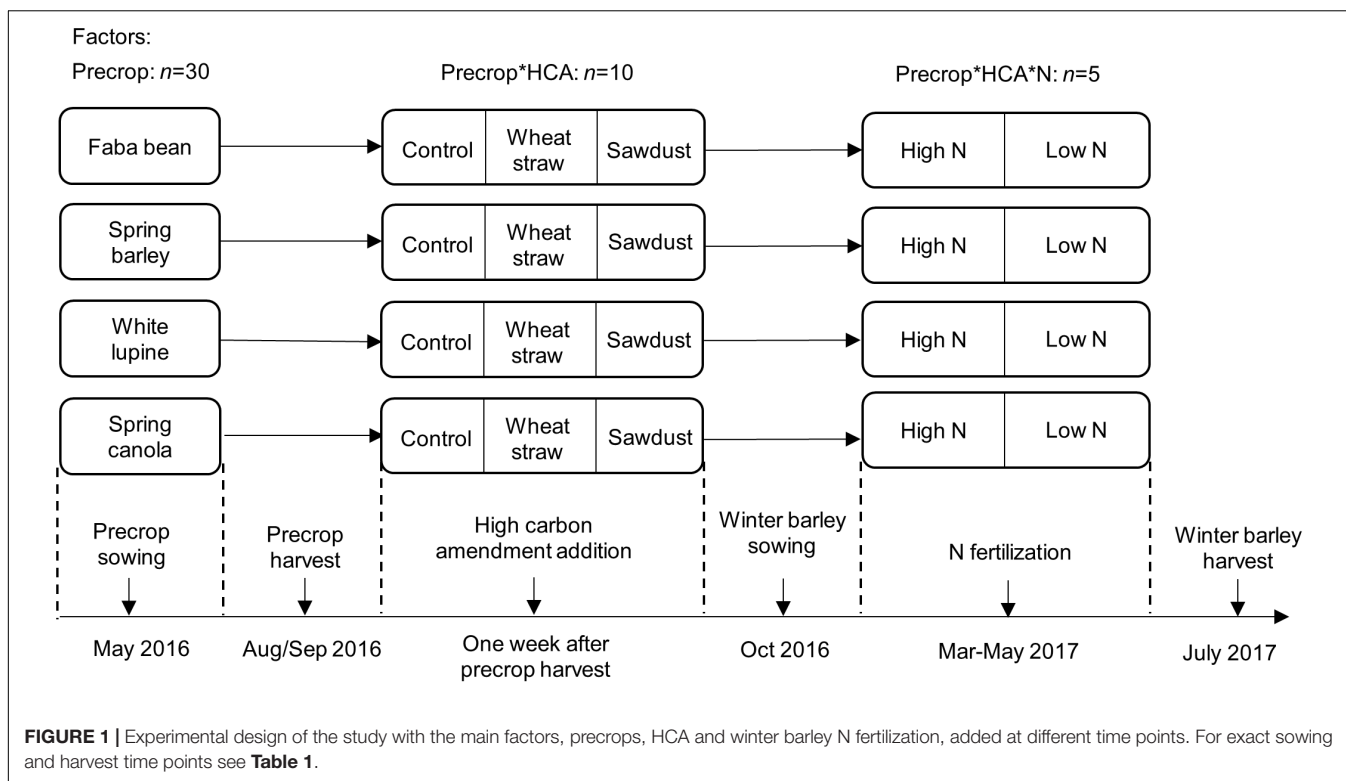 Factors:
Precrop: n=30
Precrop*HCA: n=10
Precrop*HCA*N: n=5
Faba bean
Control
Wheat
straw
Sawdust
High N
Low N
Spring
barley
Control
Wheat
straw
Sawdust
High N
Low N
White
lupine
Control
Wheat
straw
Sawdust
High N
Low N
Spring
canola
Control
Wheat
straw
Sawdust
High N
Low N
Precrop
sowing
Precrop
harvest
High carbon
amendment addition
Winter barley
sowing
N fertilization
Winter barley
harvest
May 2016
Aug/Sep 2016
One week after
precrop harvest
Oct 2016
Mar-May 2017
July 2017
FIGURE 1 | Experimental design of the study with the main factors, precrops, HCA and winter barley N fertilization, added at different time points. For exact sowing
and harvest time points see Table 1.